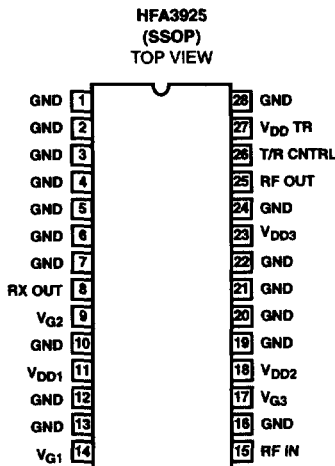 HFA3925
(SSOP)
TOP VIEW
GND 1 28 GND
GND 2 27 VDD TR
GND 3 26 T/R CNTRL
GND 4 25 RF OUT
GND 5 24 GND
GND 6 23 VDD3
GND 7 22 GND
RX OUT 8 21 GND
VG2 9 20 GND
GND 10 19 GND
VDD1 11 18 VDD2
GND 12 17 VG3
GND 13 16 GND
VG1 14 15 RF IN